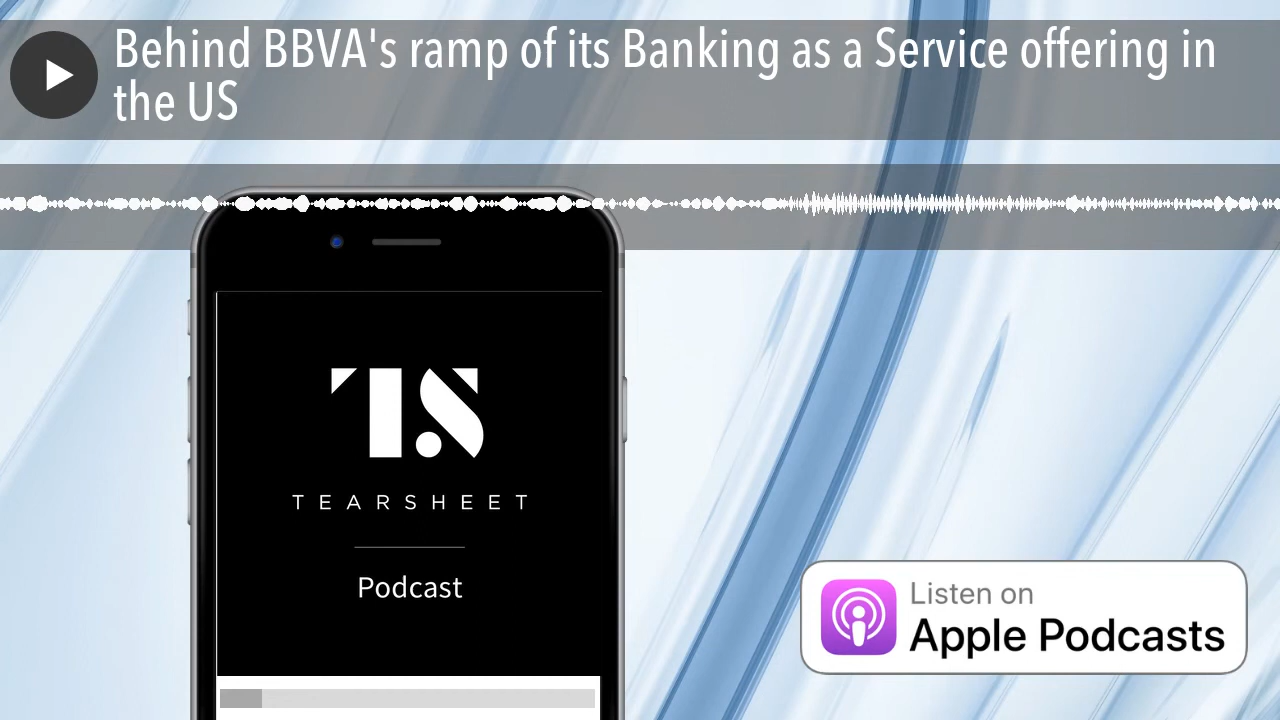 Behind BBVA's ramp of its Banking as a Service offering in
the US
TS
TEARSHEET
Podcast
Listen on
Apple Podcasts